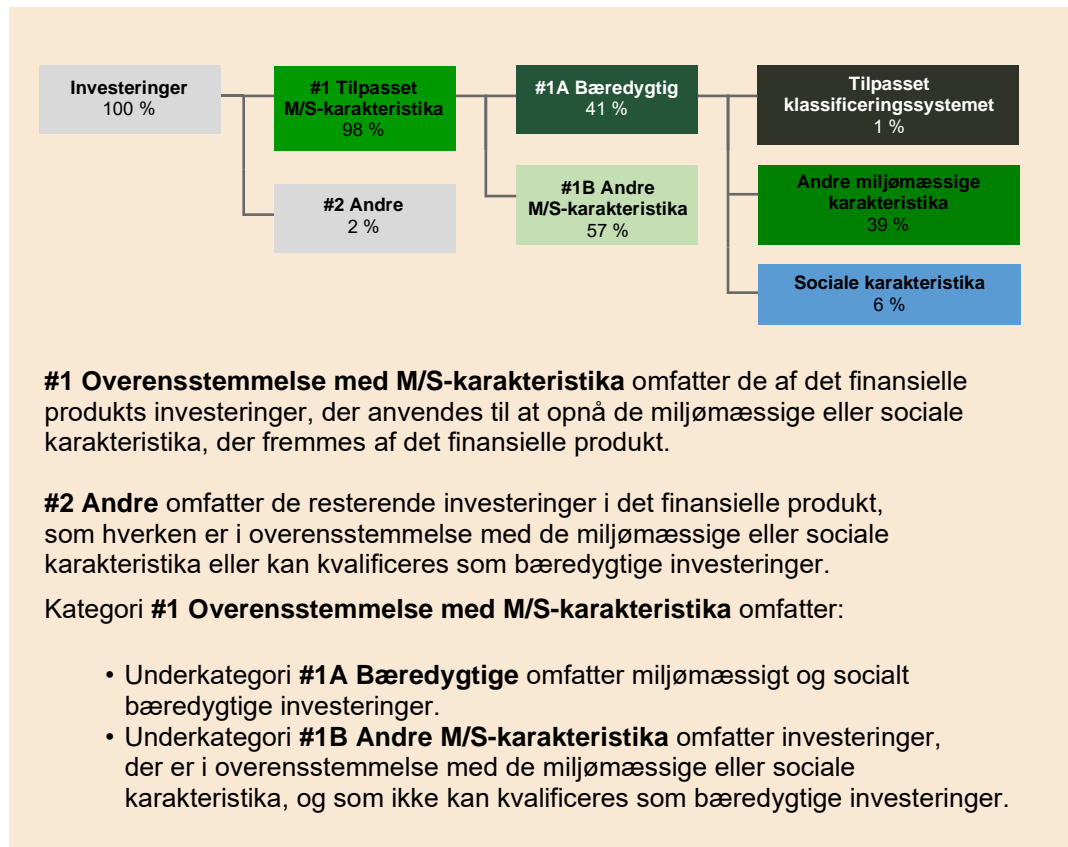 Investeringer
100 %
#1 Tilpasset
M/S-karakteristika
98 %
#2 Andre
2 %
#1A Bæredygtig
41 %
#1B Andre
M/S-karakteristika
57 %
Tilpasset
klassificeringssystemet
1 %
Andre miljømæssige
karakteristika
39 %
Sociale karakteristika
6 %
#1 Overensstemmelse med M/S-karakteristika omfatter de af det finansielle
produkts investeringer, der anvendes til at opnå de miljømæssige eller sociale
karakteristika, der fremmes af det finansielle produkt.
#2 Andre omfatter de resterende investeringer i det finansielle produkt,
som hverken er i overensstemmelse med de miljømæssige eller sociale
karakteristika eller kan kvalificeres som bæredygtige investeringer.
Kategori #1 Overensstemmelse med M/S-karakteristika omfatter:
• Underkategori #1A Bæredygtige omfatter miljømæssigt og socialt
bæredygtige investeringer.
• Underkategori #1B Andre M/S-karakteristika omfatter investeringer,
der er i overensstemmelse med de miljømæssige eller sociale
karakteristika, og som ikke kan kvalificeres som bæredygtige investeringer.